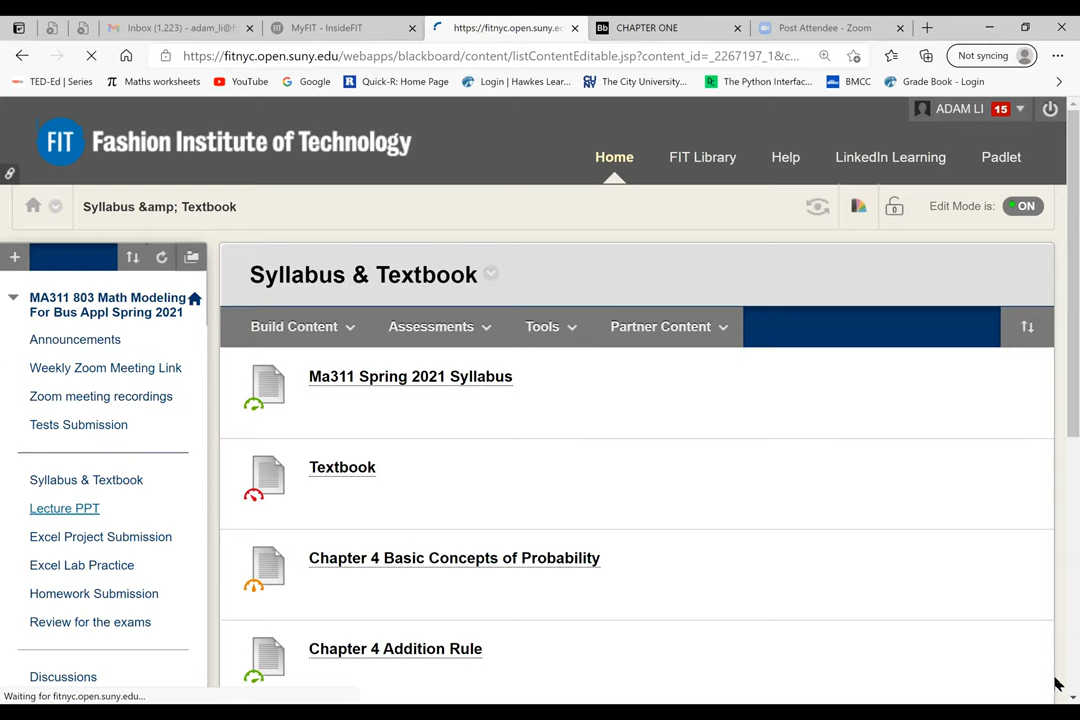 Inbox (1,223) - adam_li@f
MyFIT - InsideFIT
https://fitnyc.open.suny.edu/web
Bb CHAPTER ONE
Post Attendee - Zoom
https://fitnyc.open.suny.edu/webapps/blackboard/content/listContentEditable.jsp?content_id=_2267197_1&c...
Not syncing
TED-Ed | Series
Maths worksheets
YouTube
Google
Quick-R: Home Page
Login | Hawkes Lear...
The City University...
The Python Interfac...
BMCC
Grade Book - Login
ADAM LI 15
FIT Fashion Institute of Technology
Home
FIT Library
Help
LinkedIn Learning
Padlet
Syllabus &amp; Textbook
Edit Mode is: ON
Syllabus & Textbook
MA311 803 Math Modeling
For Bus Appl Spring 2021
Announcements
Weekly Zoom Meeting Link
Zoom meeting recordings
Tests Submission
Syllabus & Textbook
Lecture PPT
Excel Project Submission
Excel Lab Practice
Homework Submission
Review for the exams
Discussions
Build Content
Assessments
Tools
Partner Content
Ma311 Spring 2021 Syllabus
Textbook
Chapter 4 Basic Concepts of Probability
Chapter 4 Addition Rule
Waiting for fitnyc.open.suny.edu...